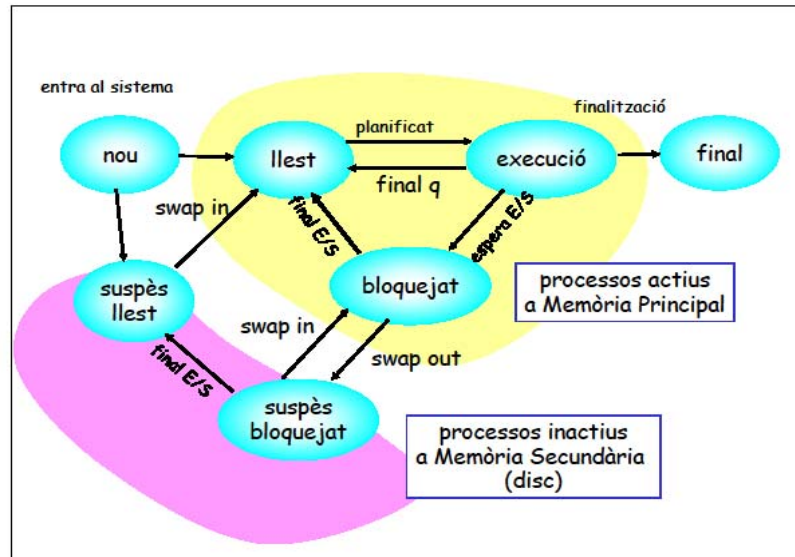 entra al sistema
nou
llest
planificat
final q
execució
finalització
final
swap in
final E/S
espera E/S
bloquejat
suspès
llest
swap in
swap out
final E/S
suspès
bloquejat
processos actius
a Memòria Principal
processos inactius
a Memòria Secundària
(disc)